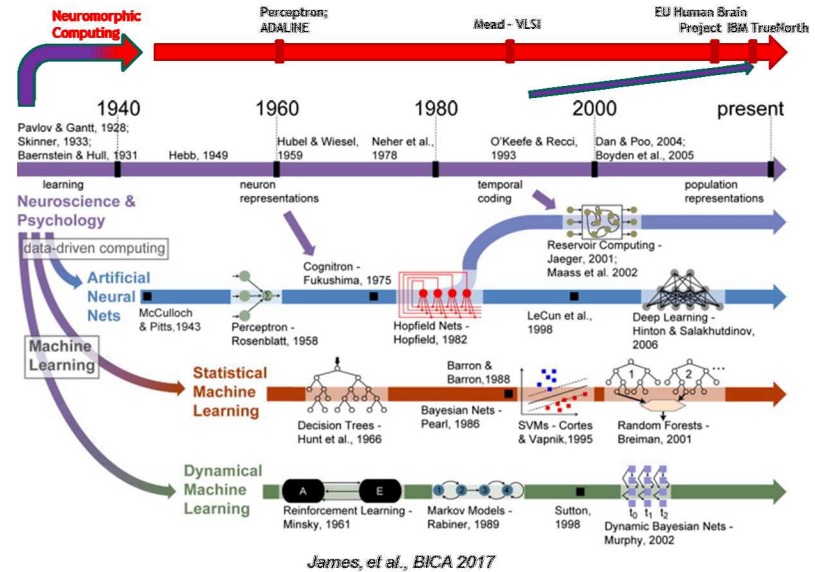 Neuromorphic
Computing
Perceptron;
ADALINE
Mead - VLSI
EU Human Brain
Project IBM TrueNorth
1940
1960
1980
2000
present
Pavlov & Gantt, 1928;
Skinner, 1933;
Baernstein & Hull, 1931
Hebb, 1949
Hubel & Wiesel,
1959
Neher et al.,
1978
O'Keefe & Recci,
1993
Dan & Poo, 2004;
Boyden et al., 2005
learning
neuron
representations
temporal
coding
population
representations
Neuroscience &
Psychology
data-driven computing
Reservoir Computing -
Jaeger, 2001;
Maass et al. 2002
Artificial
Neural
Nets
McCulloch
& Pitts,1943
Perceptron -
Rosenblatt, 1958
Σ
Cognitron -
Fukushima, 1975
Hopfield Nets -
Hopfield, 1982
LeCun et al.,
1998
Deep Learning -
Hinton & Salakhutdinov,
2006
Machine
Learning
Statistical
Machine
Learning
Decision Trees -
Hunt et al., 1966
Barron &
Barron,1988
Bayesian Nets -
Pearl, 1986
SVMs - Cortes
& Vapnik,1995
1 2 ...
Random Forests -
Breiman, 2001
Dynamical
Machine
Learning
A E
Reinforcement Learning -
Minsky, 1961
1 2 3 4
Markov Models -
Rabiner, 1989
Sutton,
1998
t0 t1 t2
Dynamic Bayesian Nets -
Murphy, 2002
James, et al., BICA 2017